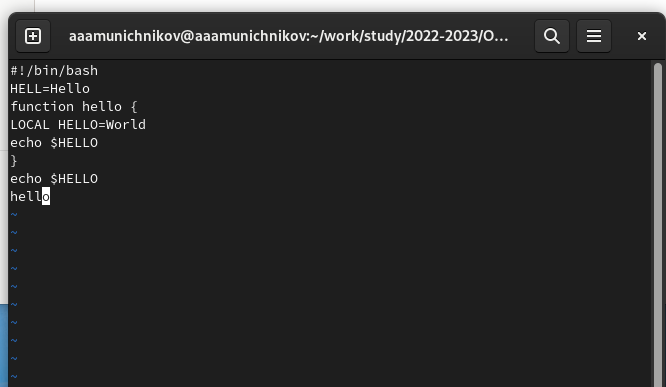 aaamunichnikov@aaamunichnikov:~/work/study/2022-2023/O...
#!/bin/bash
HELL=Hello
function hello {
LOCAL HELLO=World
echo $HELLO
}
echo $HELLO
hello
~
~
~
~
~
~
~
~
~
~